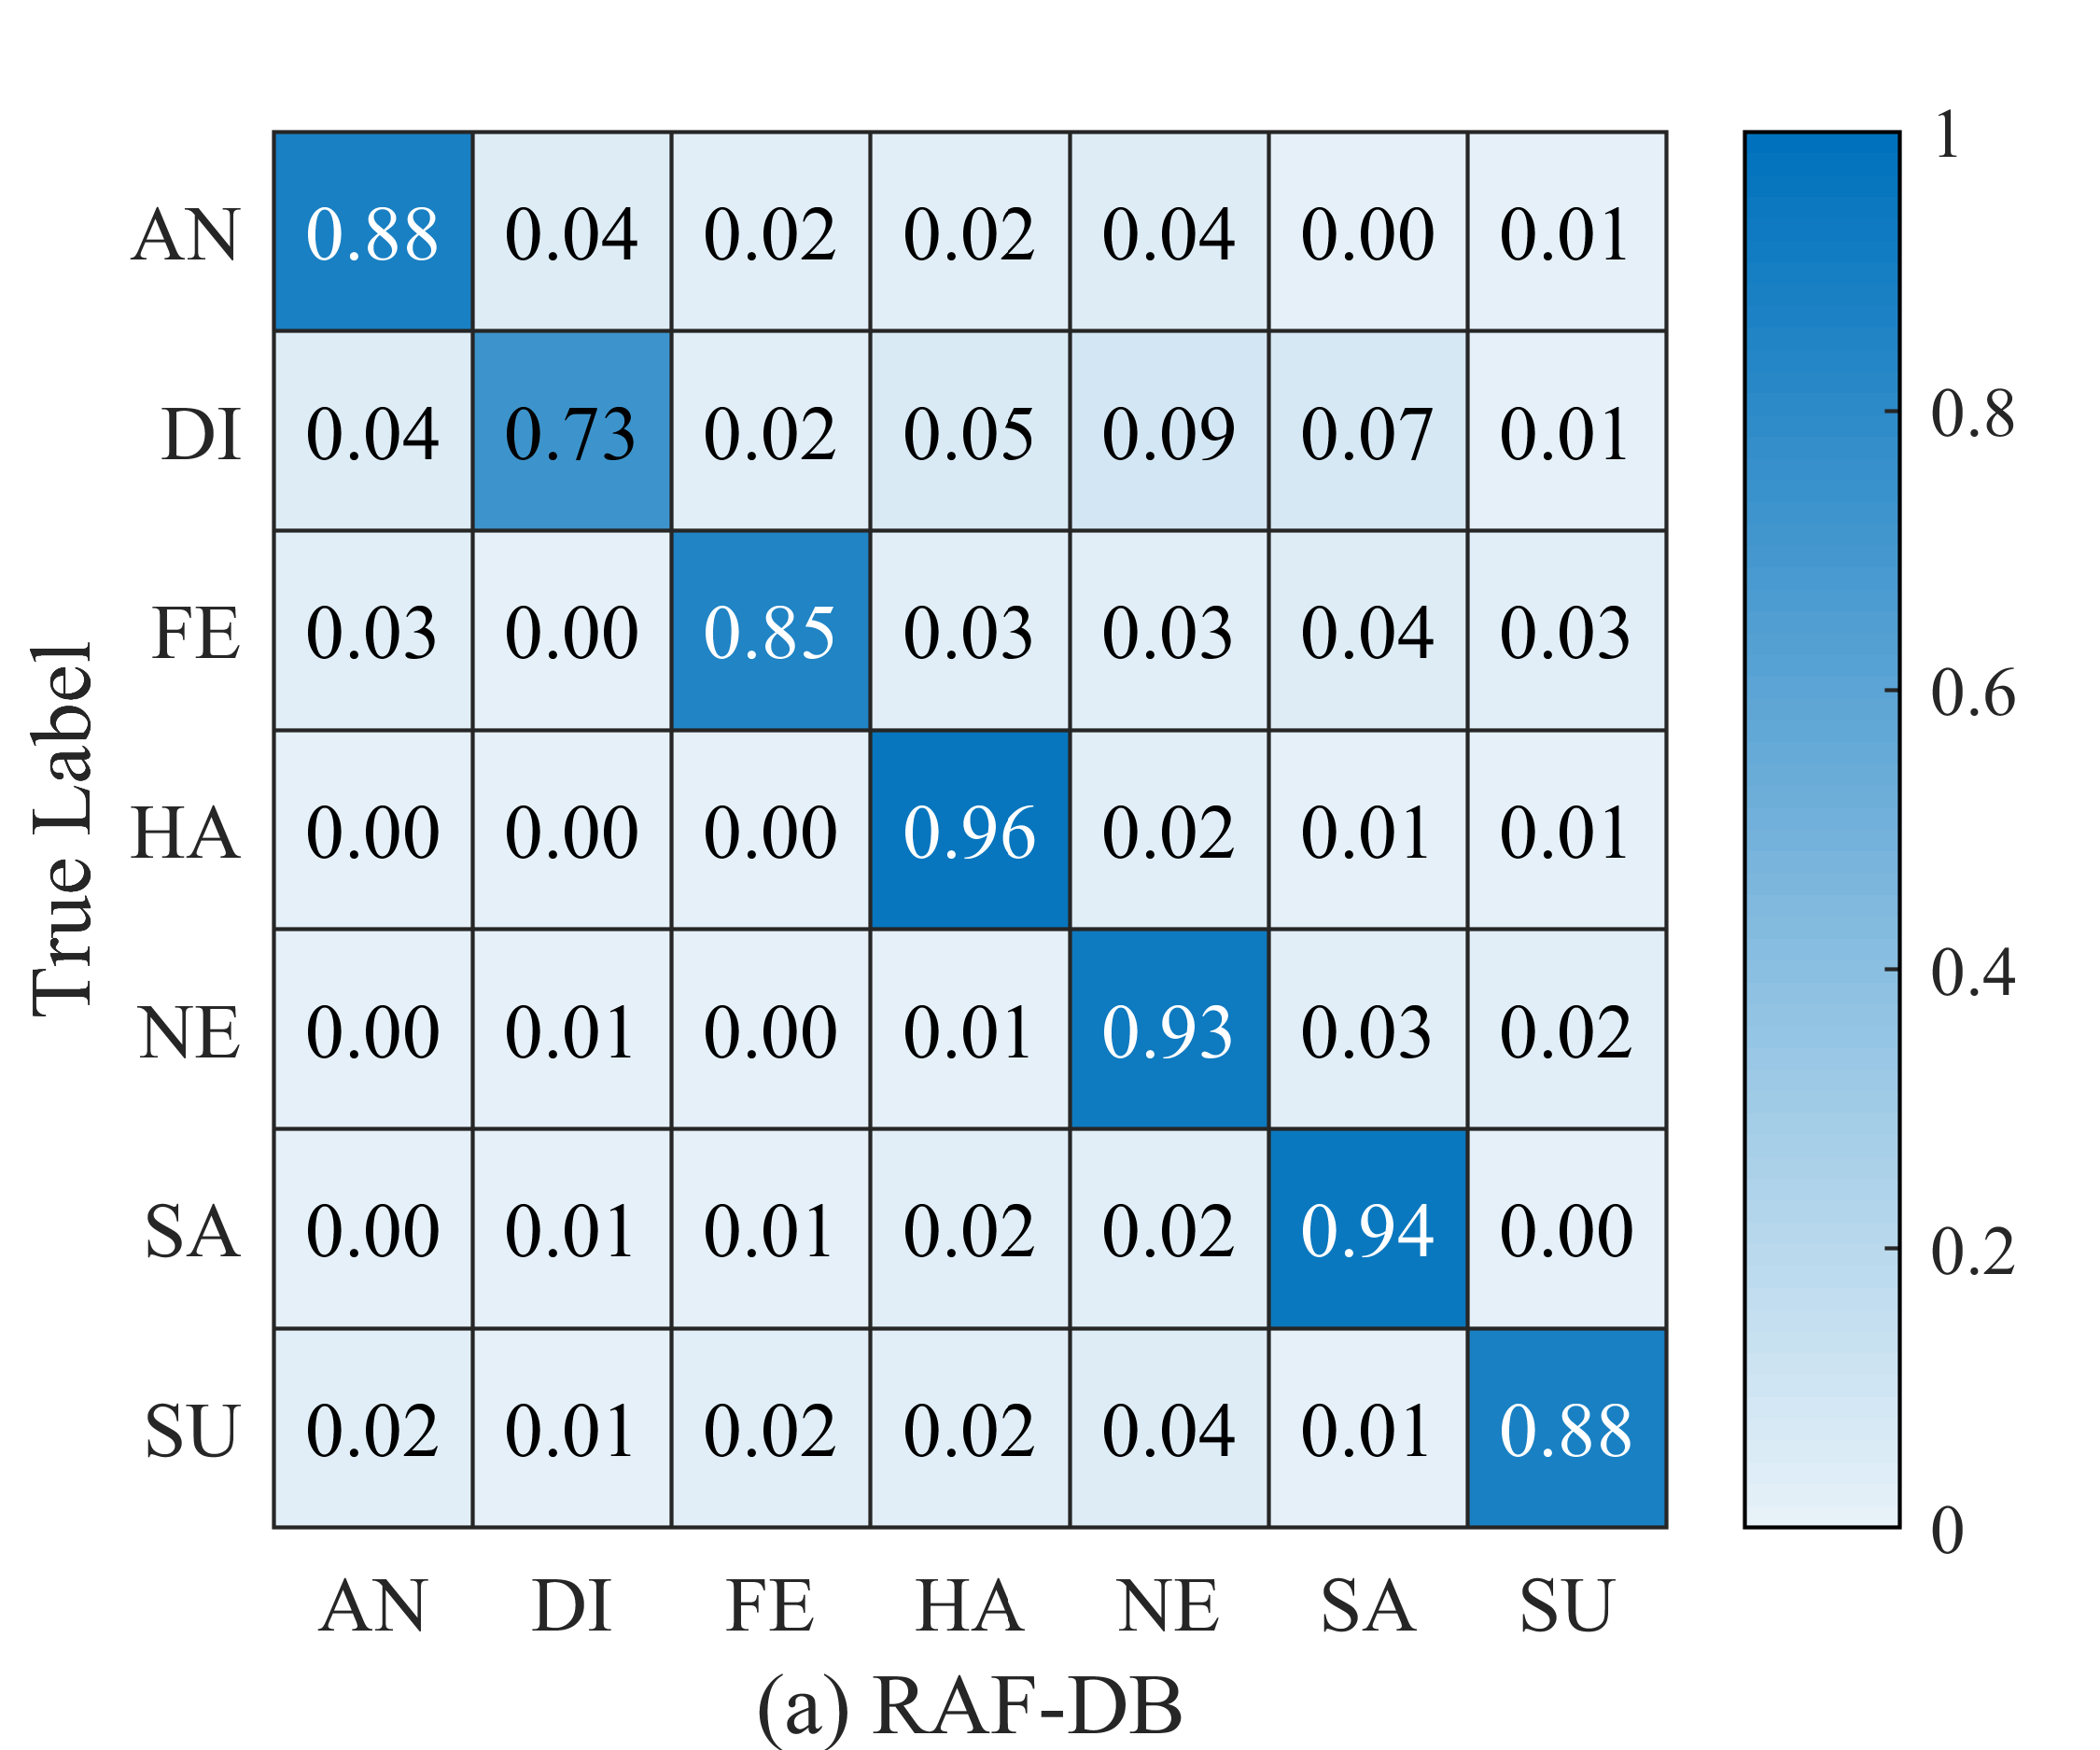 1
AN 0.88 0.04 0.02 0.02 0.04 0.00 0.01
0.8
DI 0.04 0.73 0.02 0.05 0.09 0.07 0.01
FE 0.03 0.00 0.85 0.03 0.03 0.04 0.03
0.6
True Label
HA 0.00 0.00 0.00 0.96 0.02 0.01 0.01
0.4
NE 0.00 0.01 0.00 0.01 0.93 0.03 0.02
SA 0.00 0.01 0.01 0.02 0.02 0.94 0.00
0.2
SU 0.02 0.01 0.02 0.02 0.04 0.01 0.88
0
AN DI FE HA NE SA SU
(a) RAF-DB